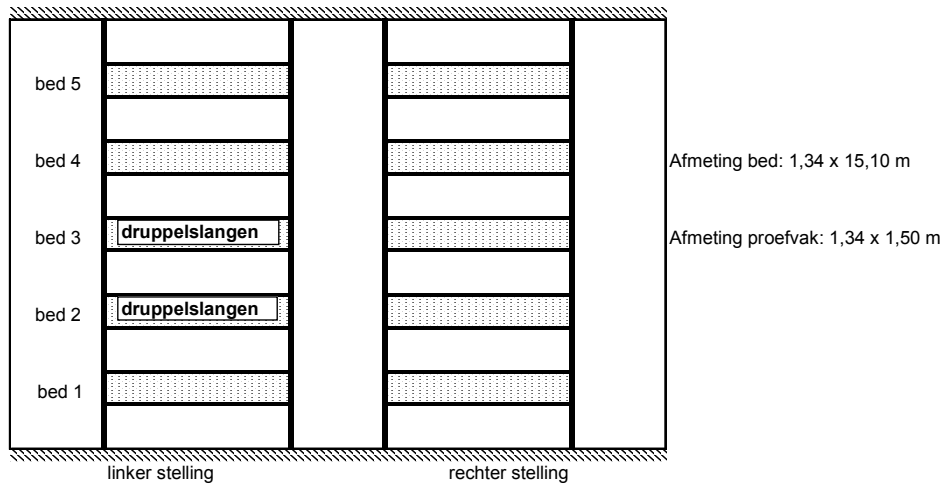 bed 5
bed 4
Afmeting bed: 1,34 x 15,10 m
bed 3
druppelslangen
Afmeting proefvak: 1,34 x 1,50 m
bed 2
druppelslangen
bed 1
linker stelling
rechter stelling